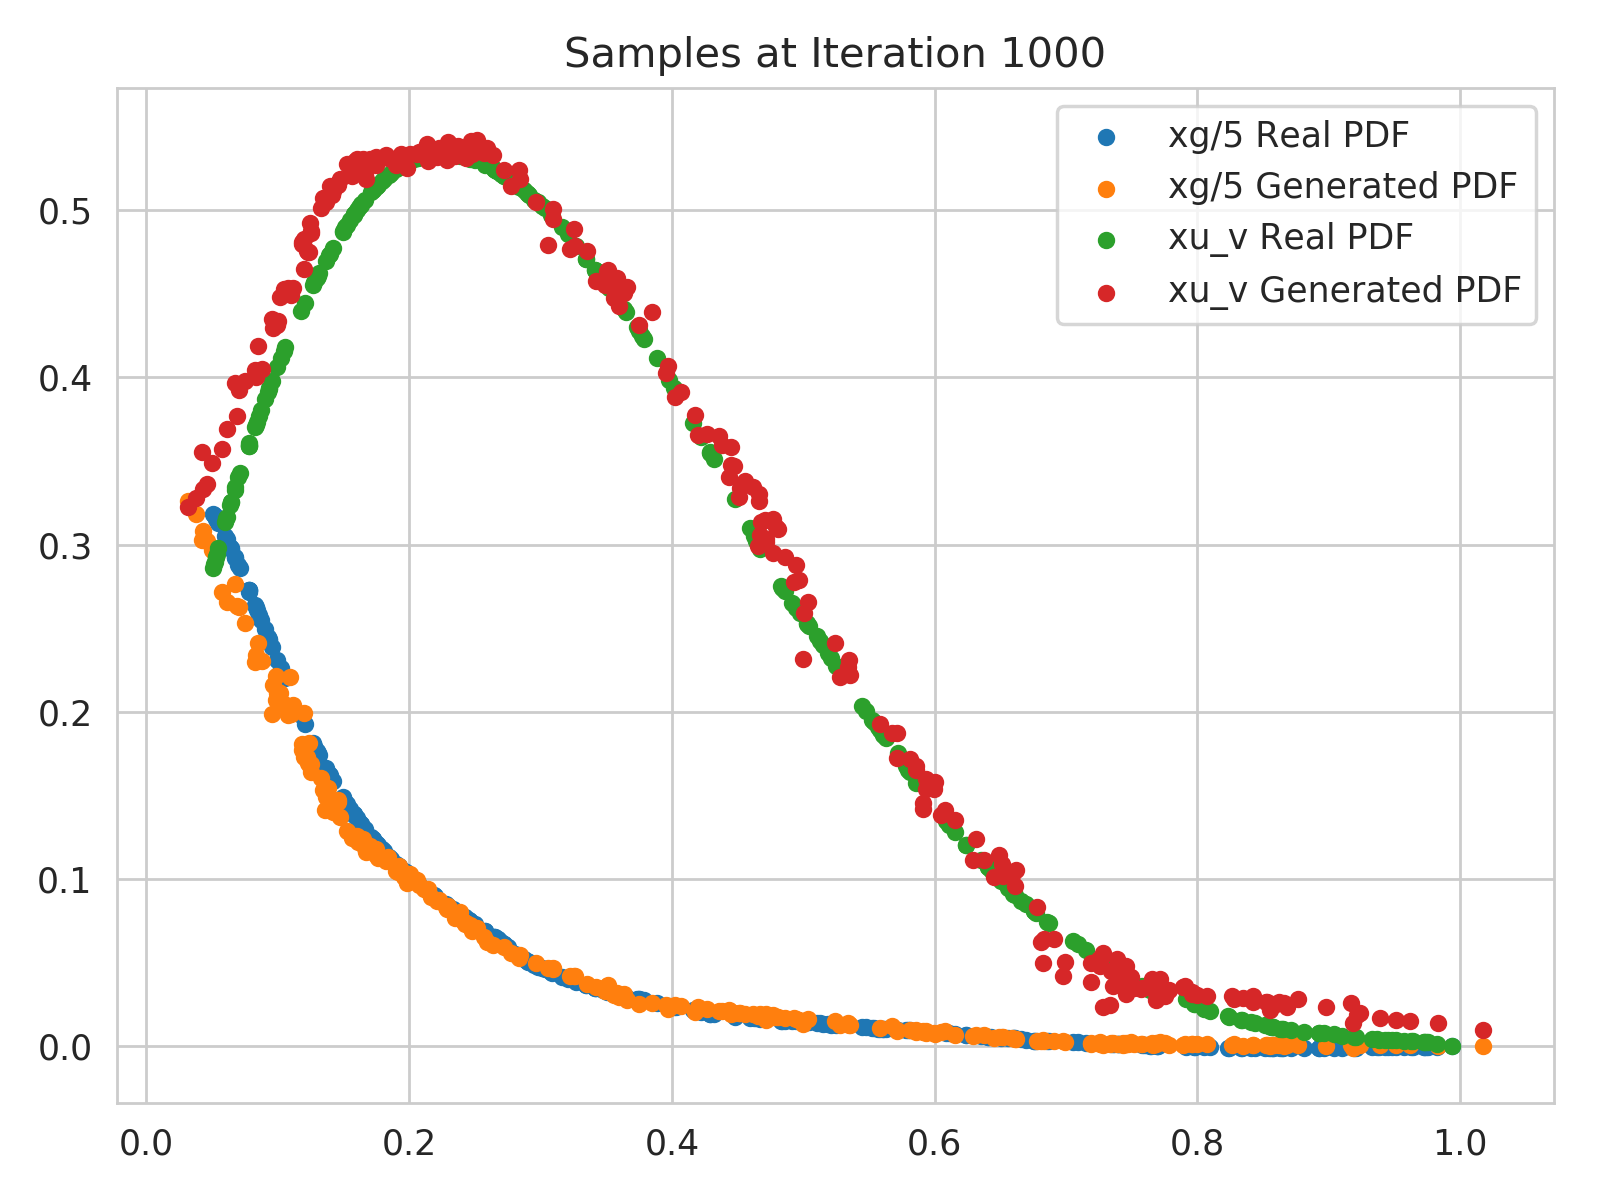 Samples at Iteration 1000
xg/5 Real PDF
xg/5 Generated PDF
xu_v Real PDF
xu_v Generated PDF
0.5
0.4
0.3
0.2
0.1
0.0
0.0 0.2 0.4 0.6 0.8 1.0